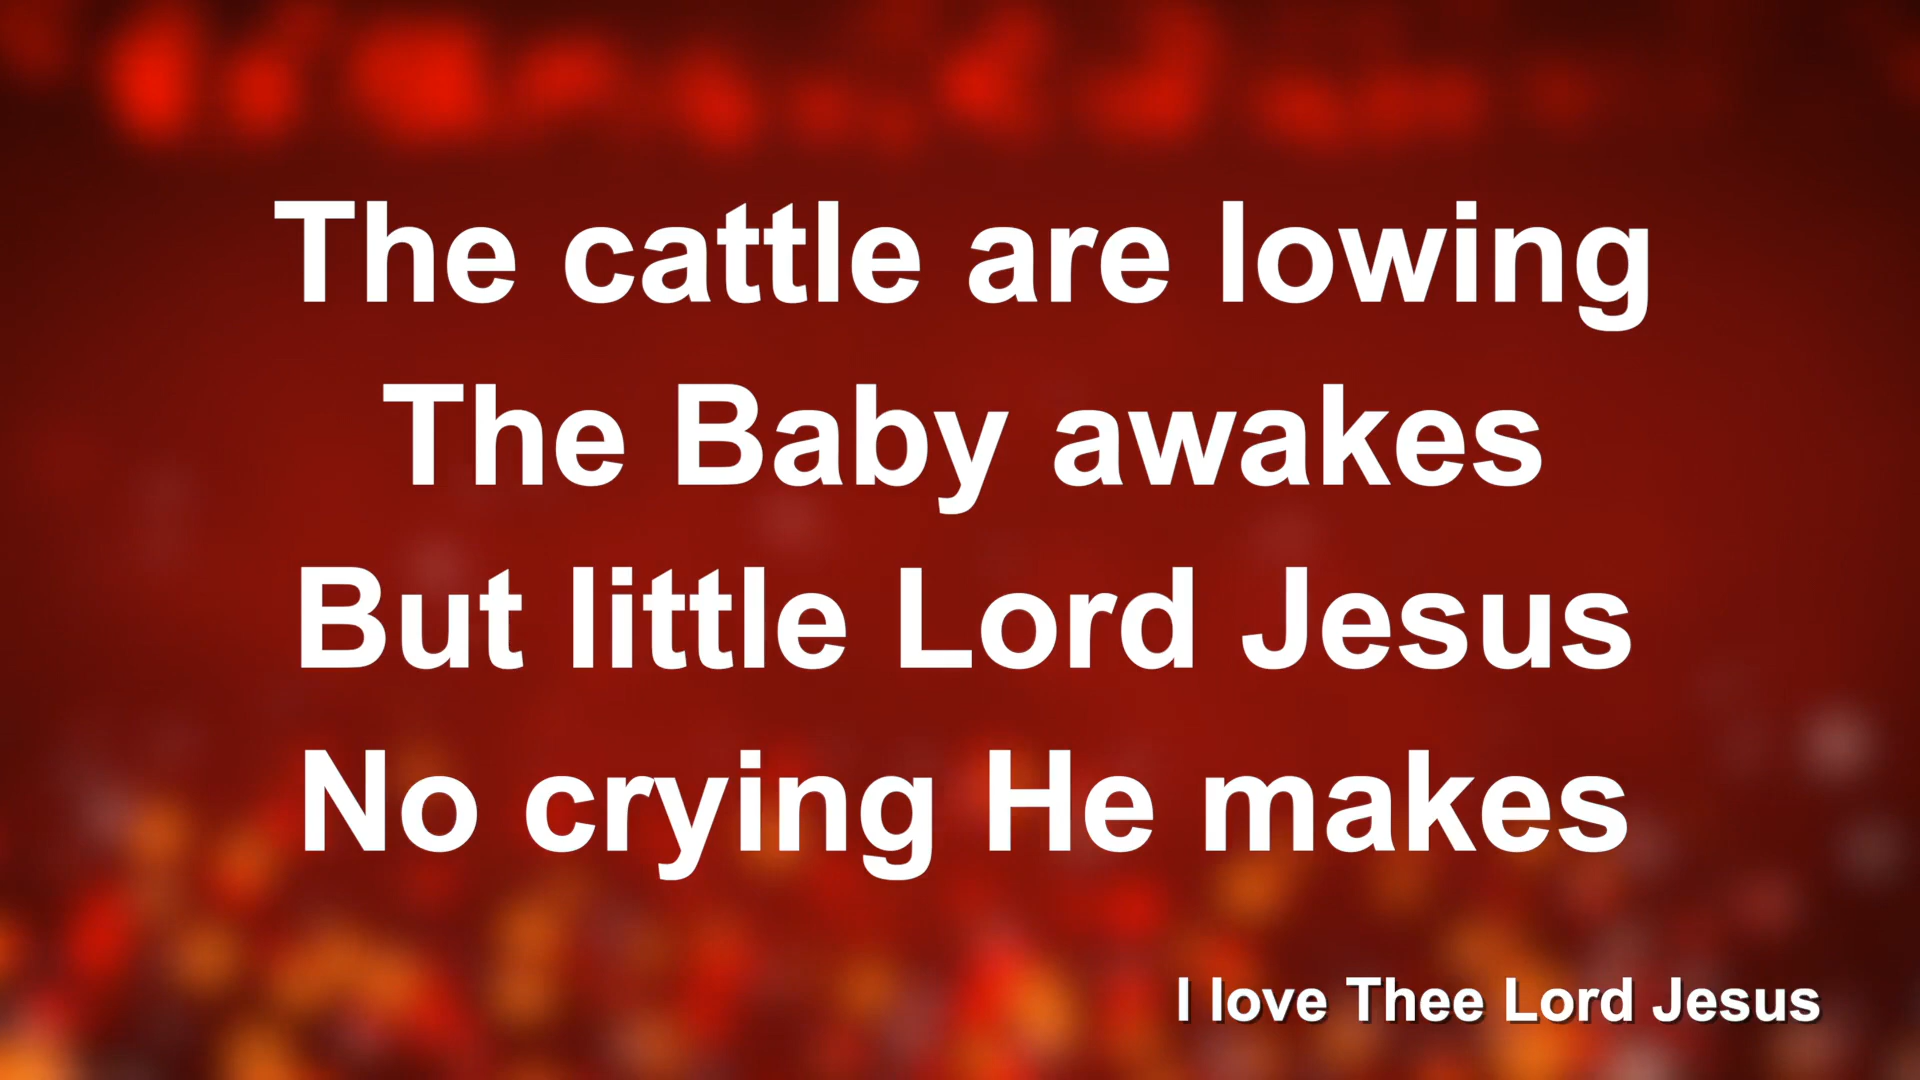 The cattle are lowing
The Baby awakes
But little Lord Jesus
No crying He makes
I love Thee Lord Jesus